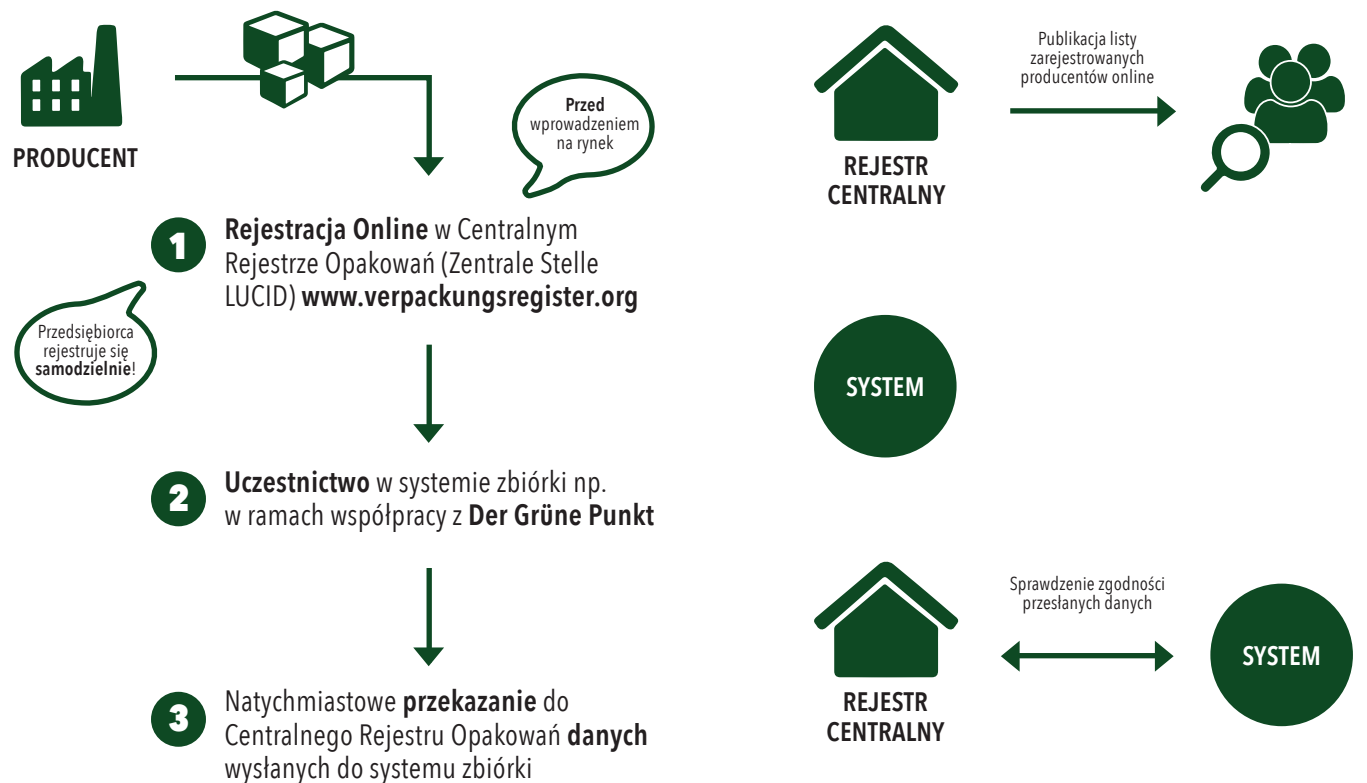 PRODUCENT
Przed
wprowadzeniem
na rynek
1
Rejestracja Online w Centralnym
Rejestrze Opakowań (Zentrale Stelle
LUCID) www.verpackungsregister.org
Przedsiębiorca
rejestruje się
samodzielnie!
2
Uczestnictwo w systemie zbiórki np.
w ramach współpracy z Der Grüne Punkt
3
Natychmiastowe przekazanie do
Centralnego Rejestru Opakowań danych
wysłanych do systemu zbiórki
REJESTR
CENTRALNY
Publikacja listy
zarejestrowanych
producentów online
SYSTEM
REJESTR
CENTRALNY
Sprawdzenie zgodności
przesłanych danych
SYSTEM